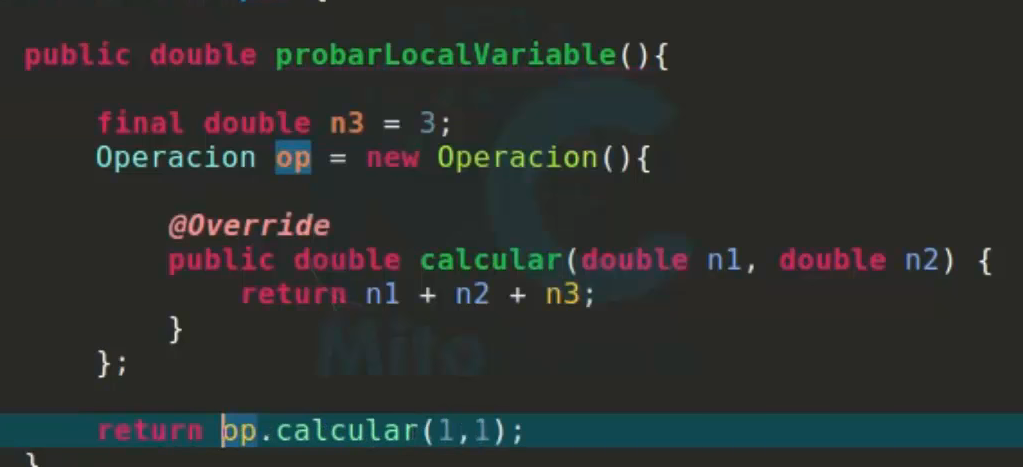 {
public double probarLocalVariable(){
final double n3 = 3;
Operacion op = new Operacion(){
@Override
public double calcular(double n1, double n2) {
return n1 + n2 + n3;
}
};
Mito
return op.calcular(1,1);
}